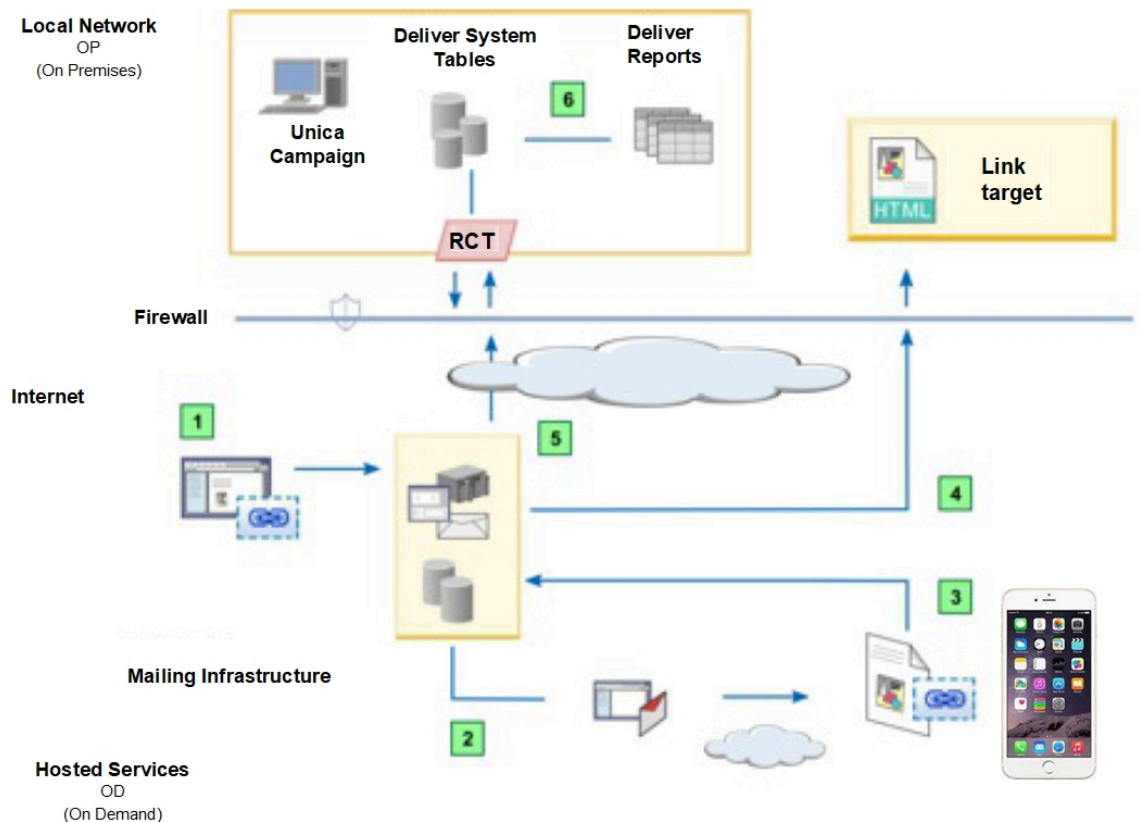 Local Network
OP
(On Premises)
Deliver System
Tables
Deliver
Reports
6
Unica
Campaign
HTML
Link
target
RCT
Firewall
Internet
1
5
4
3
Mailing Infrastructure
2
Hosted Services
OD
(On Demand)